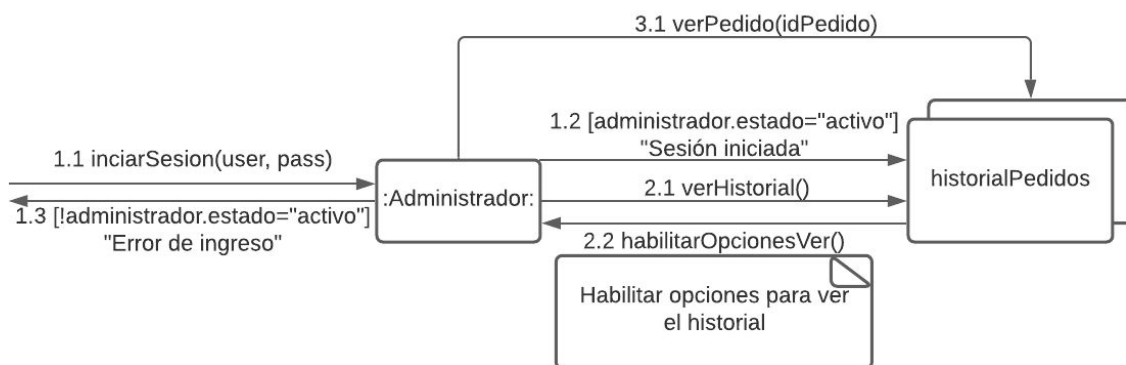 3.1 verPedido(idPedido)
1.2 [administrador.estado="activo"]
"Sesión iniciada"
1.1 inciarSesion(user, pass)
:Administrador:
historialPedidos
2.1 verHistorial()
1.3 [!administrador.estado="activo"]
"Error de ingreso"
2.2 habilitarOpcionesVer()
Habilitar opciones para ver
el historial